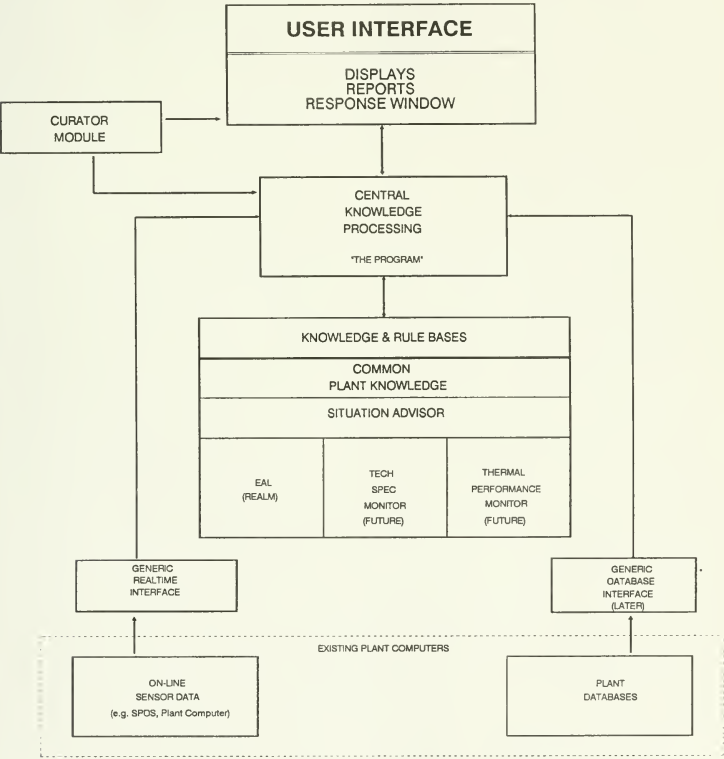 USER INTERFACE
DISPLAYS
REPORTS
RESPONSE WINDOW
CURATOR
MODULE
CENTRAL
KNOWLEDGE
PROCESSING
"THE PROGRAM"
KNOWLEDGE & RULE BASES
COMMON
PLANT KNOWLEDGE
SITUATION ADVISOR
EAL
(REALM)
TECH
SPEC
MONITOR
(FUTURE)
THERMAL
PERFORMANCE
MONITOR
(FUTURE)
GENERIC
REALTIME
INTERFACE
GENERIC
OATABASE
INTERFACE
(LATER)
EXISTING PLANT COMPUTERS
ON-LINE
SENSOR DATA
(e.g. SPOS, Plant Computer)
PLANT
DATABASES